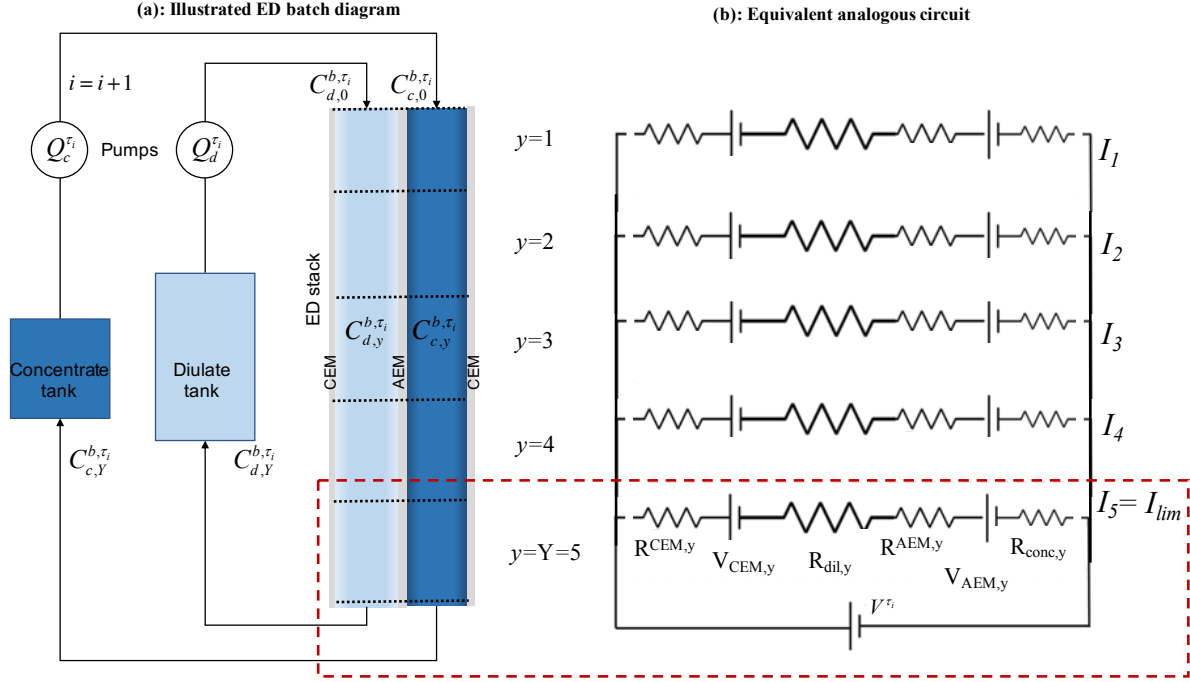 (a): Illustrated ED batch diagram
(b): Equivalent analogous circuit
i = i+1
C_{d,0}^{b,τ_i}
C_{c,0}^{b,τ_i}
Q_c^{τ_i}
Pumps
Q_d^{τ_i}
ED stack
CEM
AEM
CEM
C_{d,y}^{b,τ_i}
C_{c,y}^{b,τ_i}
Concentrate
tank
Diulate
tank
C_{c,Y}^{b,τ_i}
C_{d,Y}^{b,τ_i}
y=1
y=2
y=3
y=4
y=Y=5
I_1
I_2
I_3
I_4
I_5= I_{lim}
R^{CEM,y}
V_{CEM,y}
R_{dil,y}
R^{AEM,y}
V_{AEM,y}
R_{conc,y}
V^{τ_i}